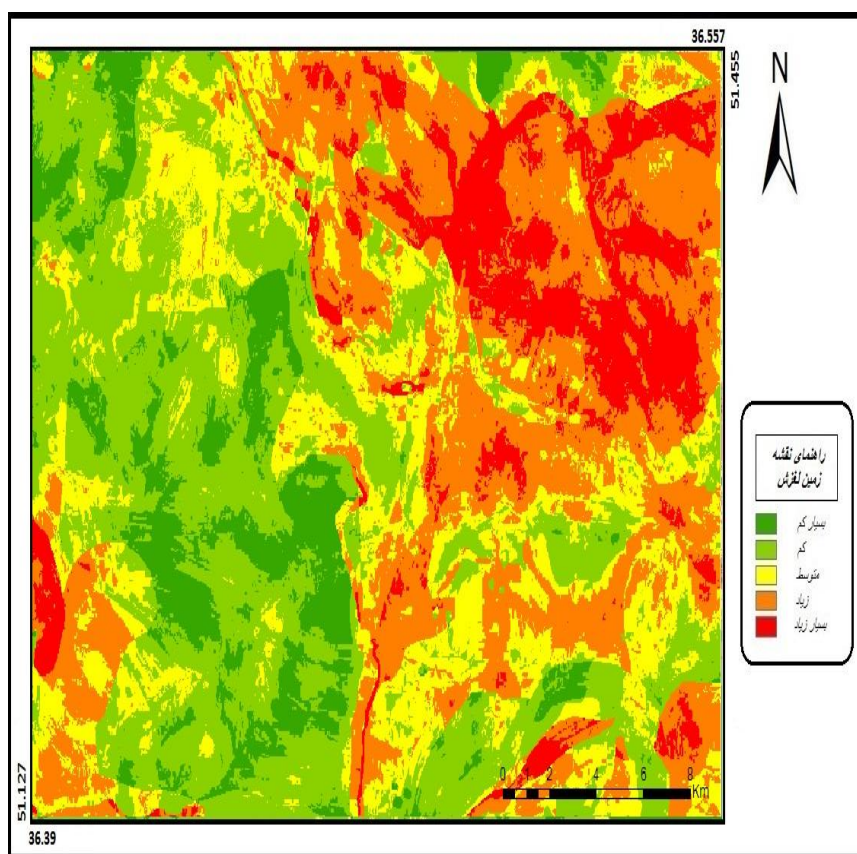 36.557
51.455
N
راهنمای نقشه
زمین لغزش
بسیار کم
کم
متوسط
زیاد
بسیار زیاد
0 1 2 4 6 8
Km
51.127
36.39